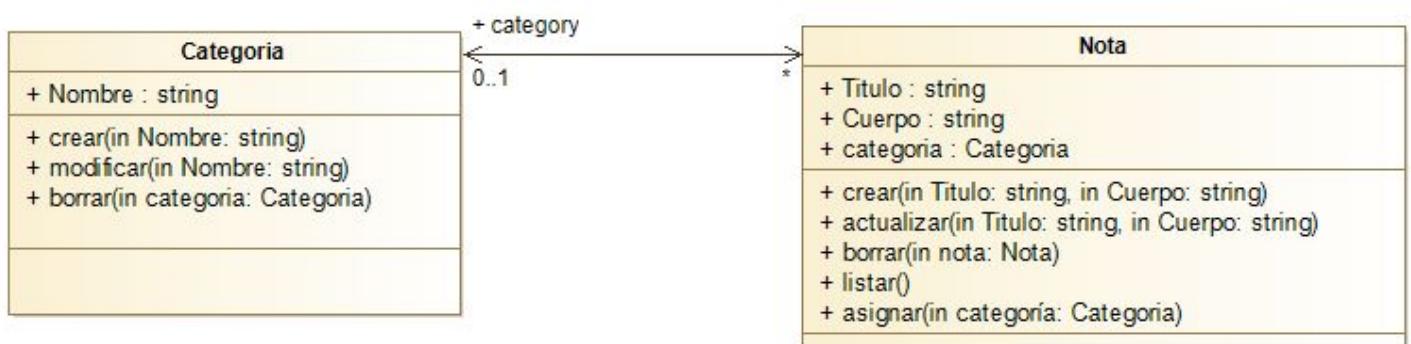 Categoria
+ Nombre : string
+ crear(in Nombre: string)
+ modificar(in Nombre: string)
+ borrar(in categoria: Categoria)
+ category
0..1
*
Nota
+ Titulo : string
+ Cuerpo : string
+ categoria : Categoria
+ crear(in Titulo: string, in Cuerpo: string)
+ actualizar(in Titulo: string, in Cuerpo: string)
+ borrar(in nota: Nota)
+ listar()
+ asignar(in categoría: Categoria)